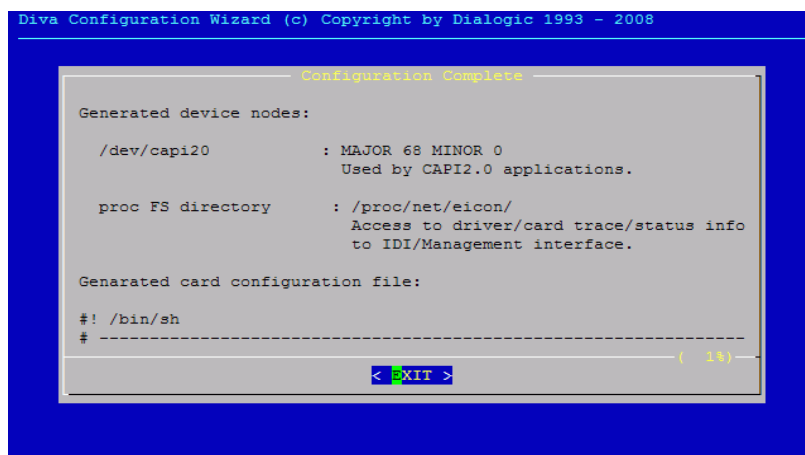 Diva Configuration Wizard (c) Copyright by Dialogic 1993 - 2008
Configuration Complete
Generated device nodes:
/dev/capi20 : MAJOR 68 MINOR 0
Used by CAPI2.0 applications.
proc FS directory : /proc/net/eicon/
Access to driver/card trace/status info
to IDI/Management interface.
Genarated card configuration file:
#! /bin/sh
# ---------------------------------------------------------------
( 1%)
< EXIT >